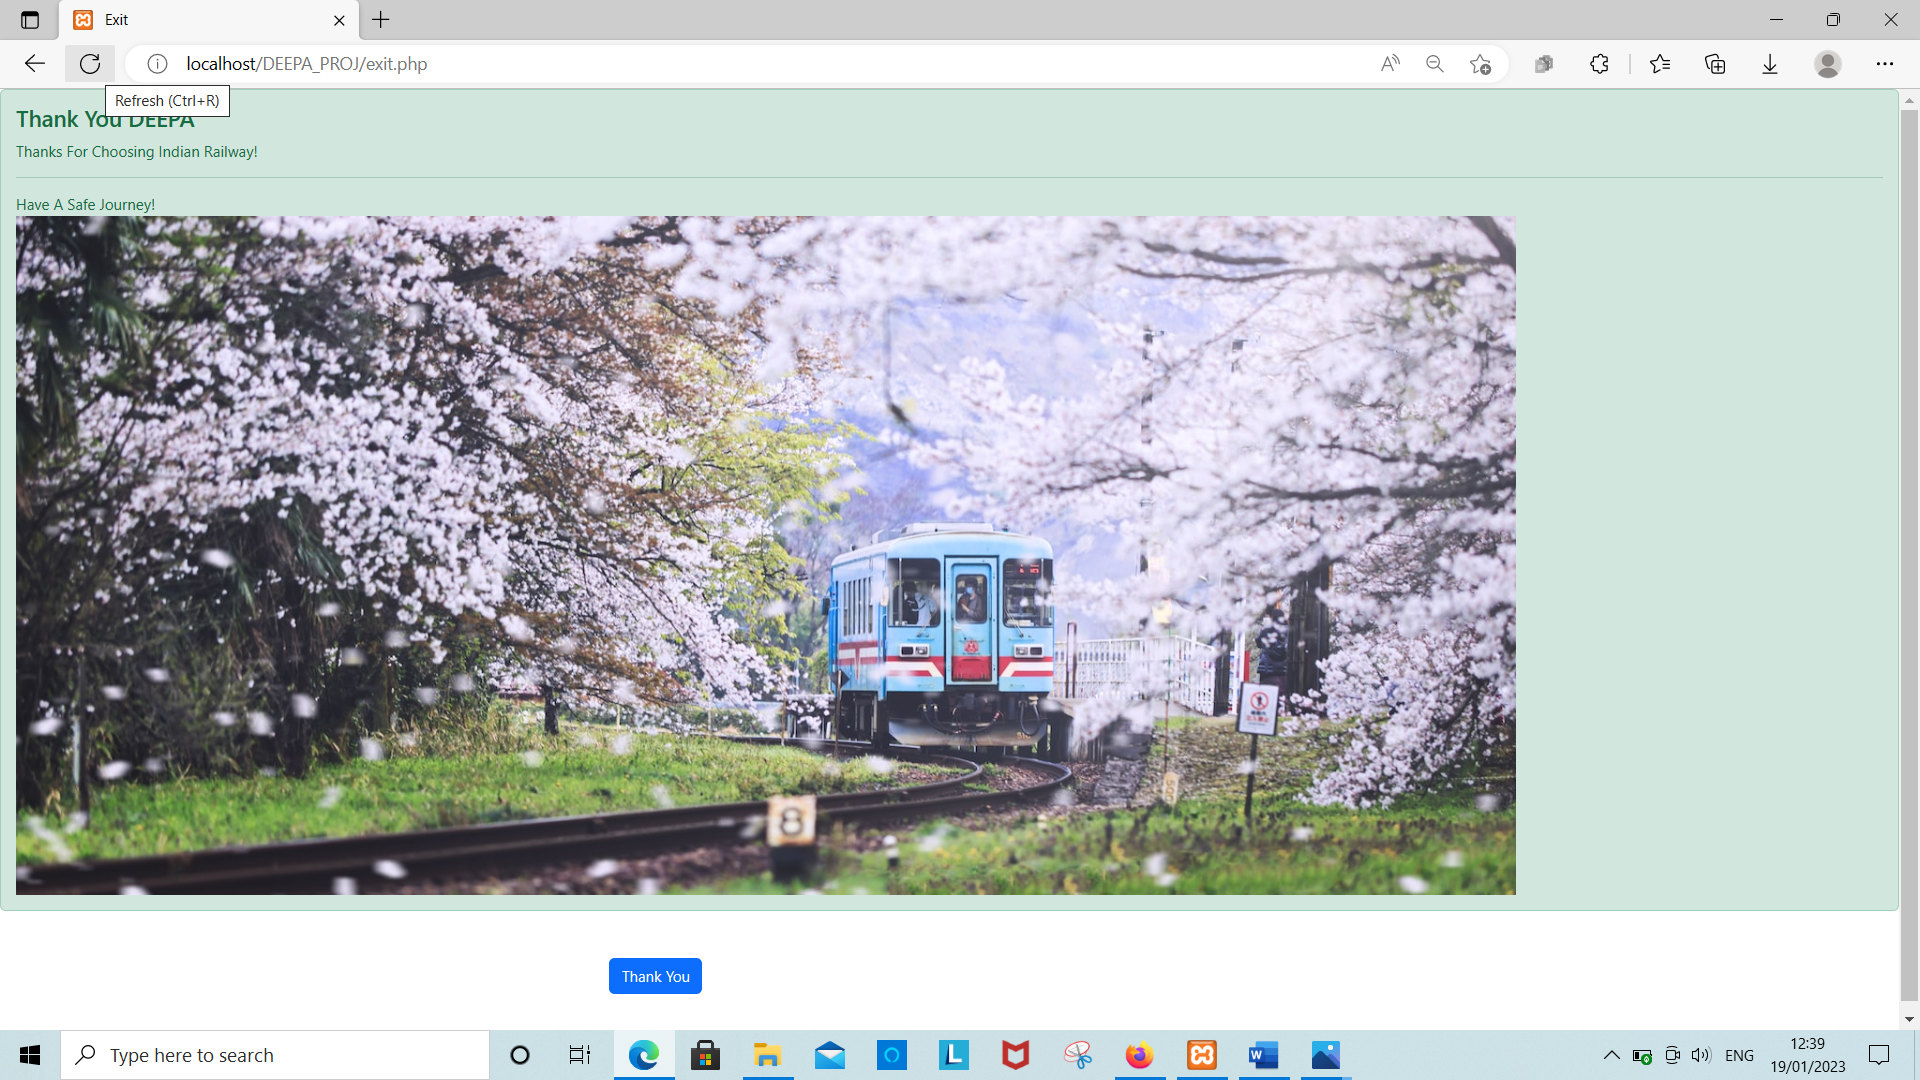 Exit
localhost/DEEPA_PROJ/exit.php
Refresh (Ctrl+R)
Thank You DEEPA
Thanks For Choosing Indian Railway!
Have A Safe Journey!
8
Thank You
Type here to search
ENG
12:39
19/01/2023